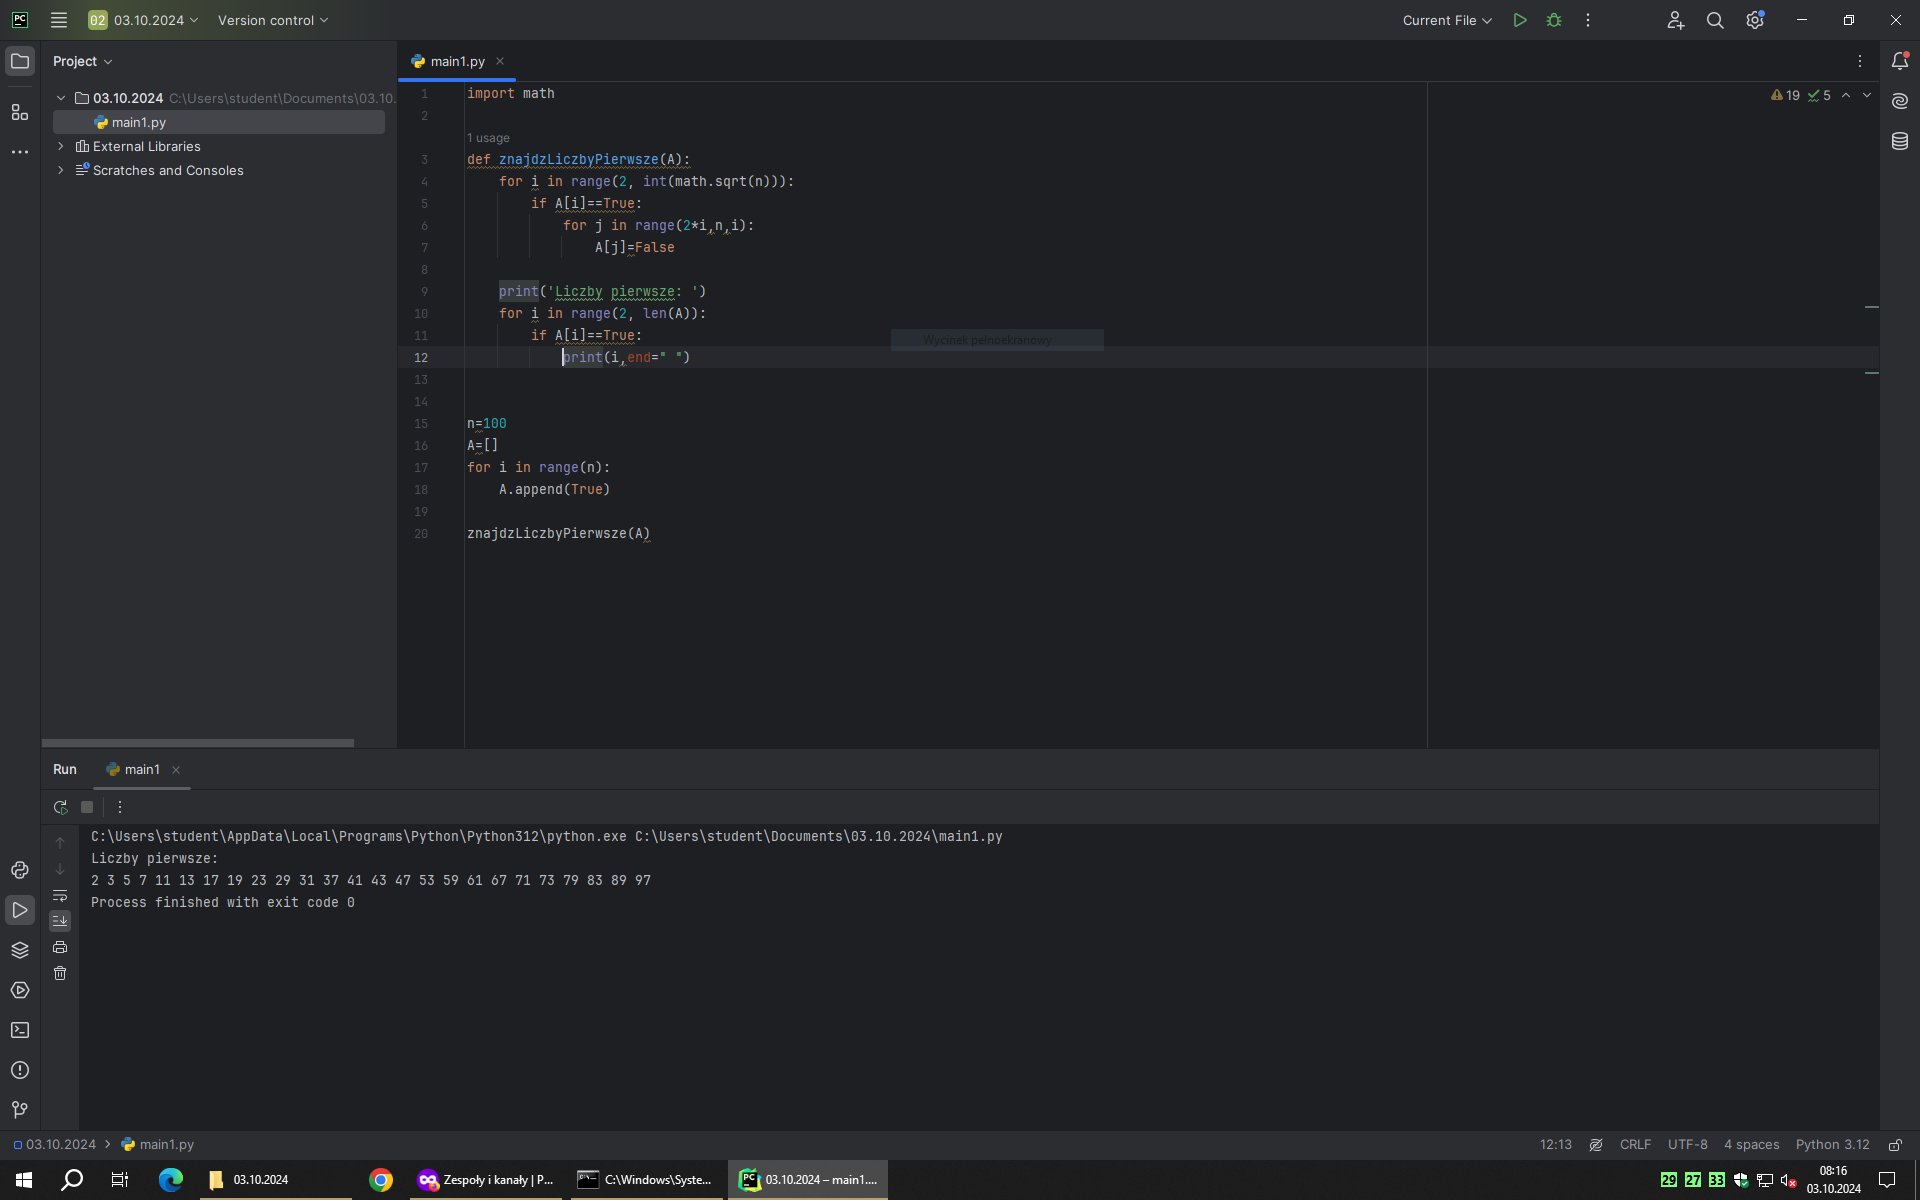 PC 02 03.10.2024 Version control Current File
Project
main1.py
03.10.2024 C:\Users\student\Documents\03.10.
main1.py
External Libraries
Scratches and Consoles
19 5
1 import math
2
1 usage
3 def znajdzLiczbyPierwsze(A):
4 for i in range(2, int(math.sqrt(n))):
5 if A[i]==True:
6 for j in range(2*i,n,i):
7 A[j]=False
8
9 print('Liczby pierwsze: ')
10 for i in range(2, len(A)):
11 if A[i]==True:
Wycinek pełnoekranowy
12 print(i,end=" ")
13
14
15 n=100
16 A=[]
17 for i in range(n):
18 A.append(True)
19
20 znajdzLiczbyPierwsze(A)
Run main1
C:\Users\student\AppData\Local\Programs\Python\Python312\python.exe C:\Users\student\Documents\03.10.2024\main1.py
Liczby pierwsze:
2 3 5 7 11 13 17 19 23 29 31 37 41 43 47 53 59 61 67 71 73 79 83 89 97
Process finished with exit code 0
03.10.2024 main1.py 12:13 CRLF UTF-8 4 spaces Python 3.12
03.10.2024 Zespoły i kanały | P... C:\Windows\Syste... PC 03.10.2024 – main1.... 29 27 33 08:16
03.10.2024